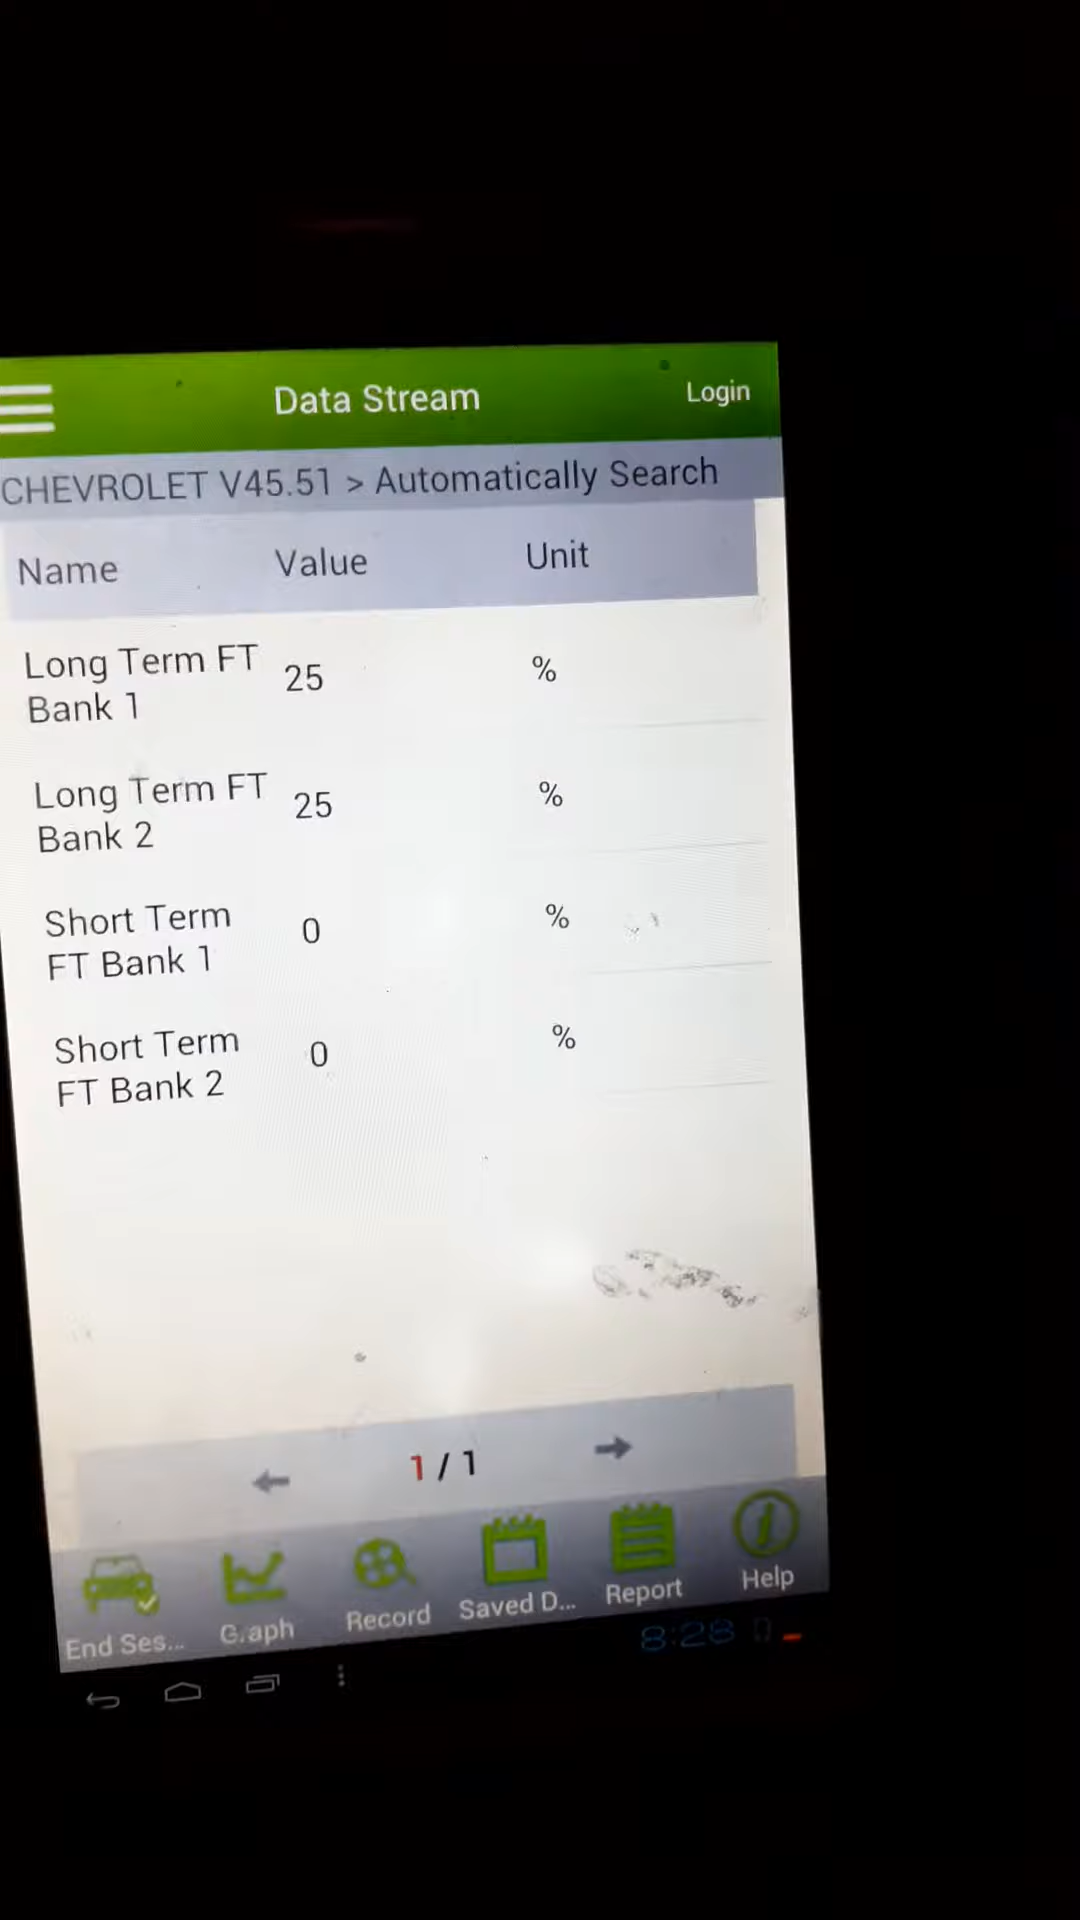 Data Stream
Login
CHEVROLET V45.51 > Automatically Search
Name Value Unit
Long Term FT
Bank 1
25 %
Long Term FT
Bank 2
25 %
Short Term
FT Bank 1
0 %
Short Term
FT Bank 2
0 %
1 / 1
End Ses... Graph Record Saved D... Report Help
8:28